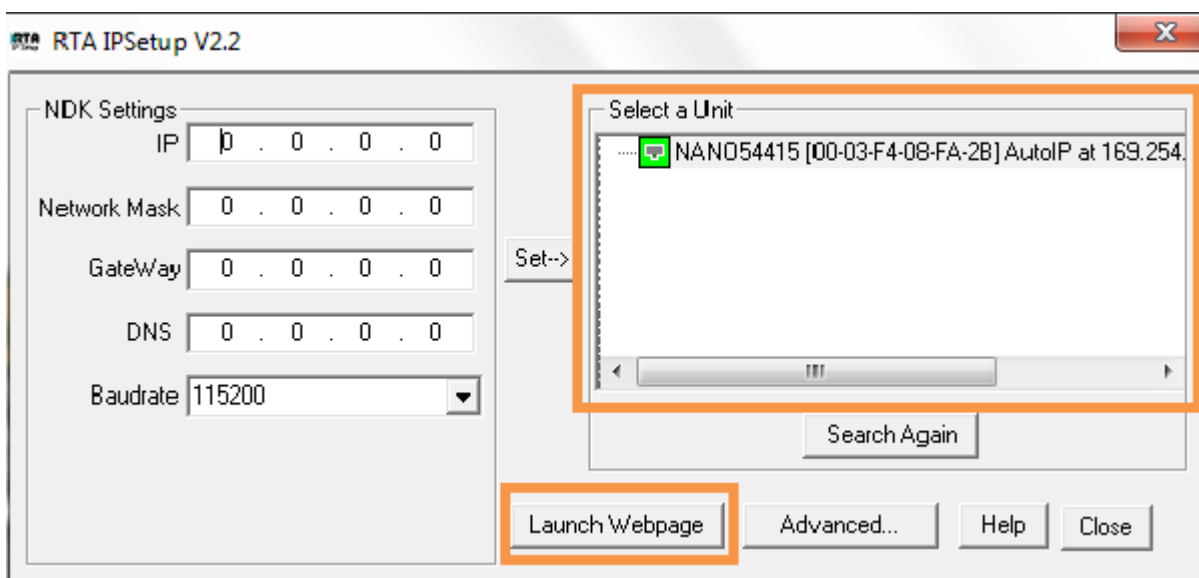 RTA IPSetup V2.2
NDK Settings
IP 0 . 0 . 0 . 0
Network Mask 0 . 0 . 0 . 0
GateWay 0 . 0 . 0 . 0
DNS 0 . 0 . 0 . 0
Baudrate 115200
Set-->
Select a Unit
NANO54415 [00-03-F4-08-FA-2B] AutoIP at 169.254.
Search Again
Launch Webpage
Advanced...
Help
Close